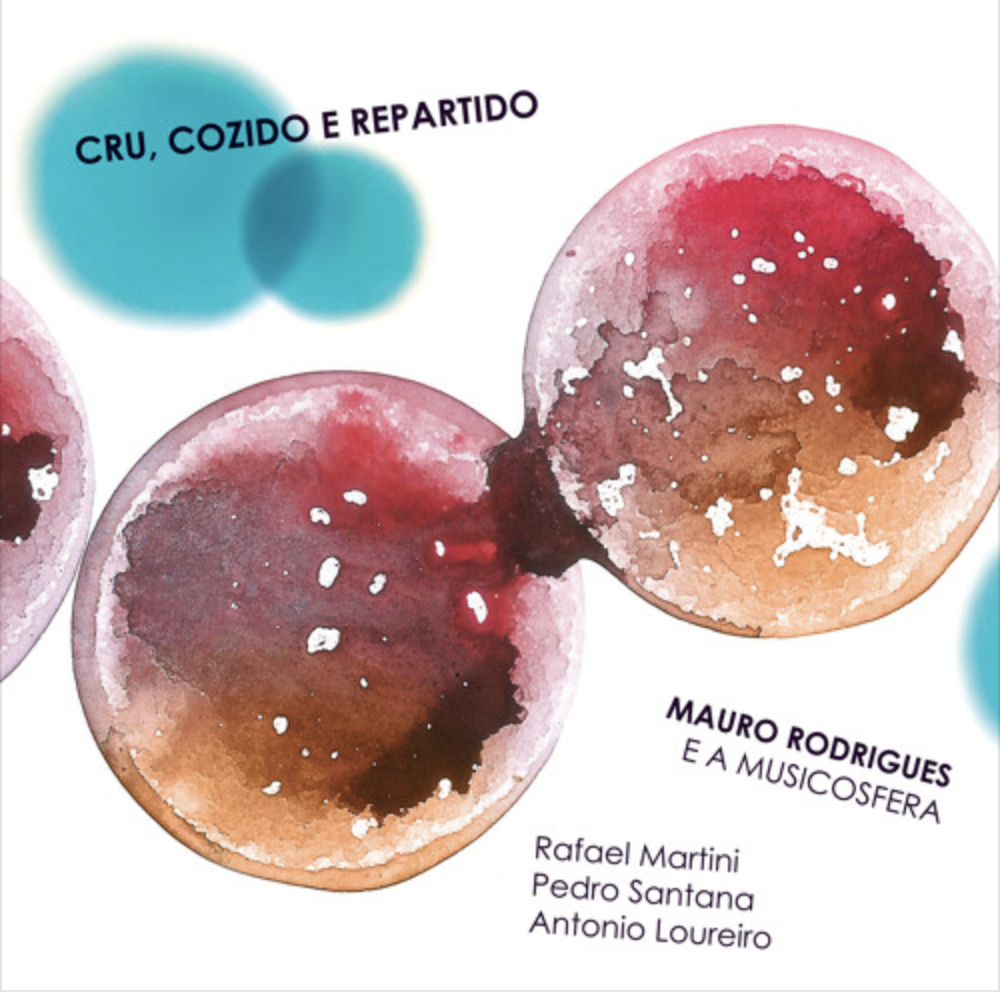 CRU, COZIDO E REPARTIDO
MAURO RODRIGUES
E A MUSICOSFERA
Rafael Martini
Pedro Santana
Antonio Loureiro